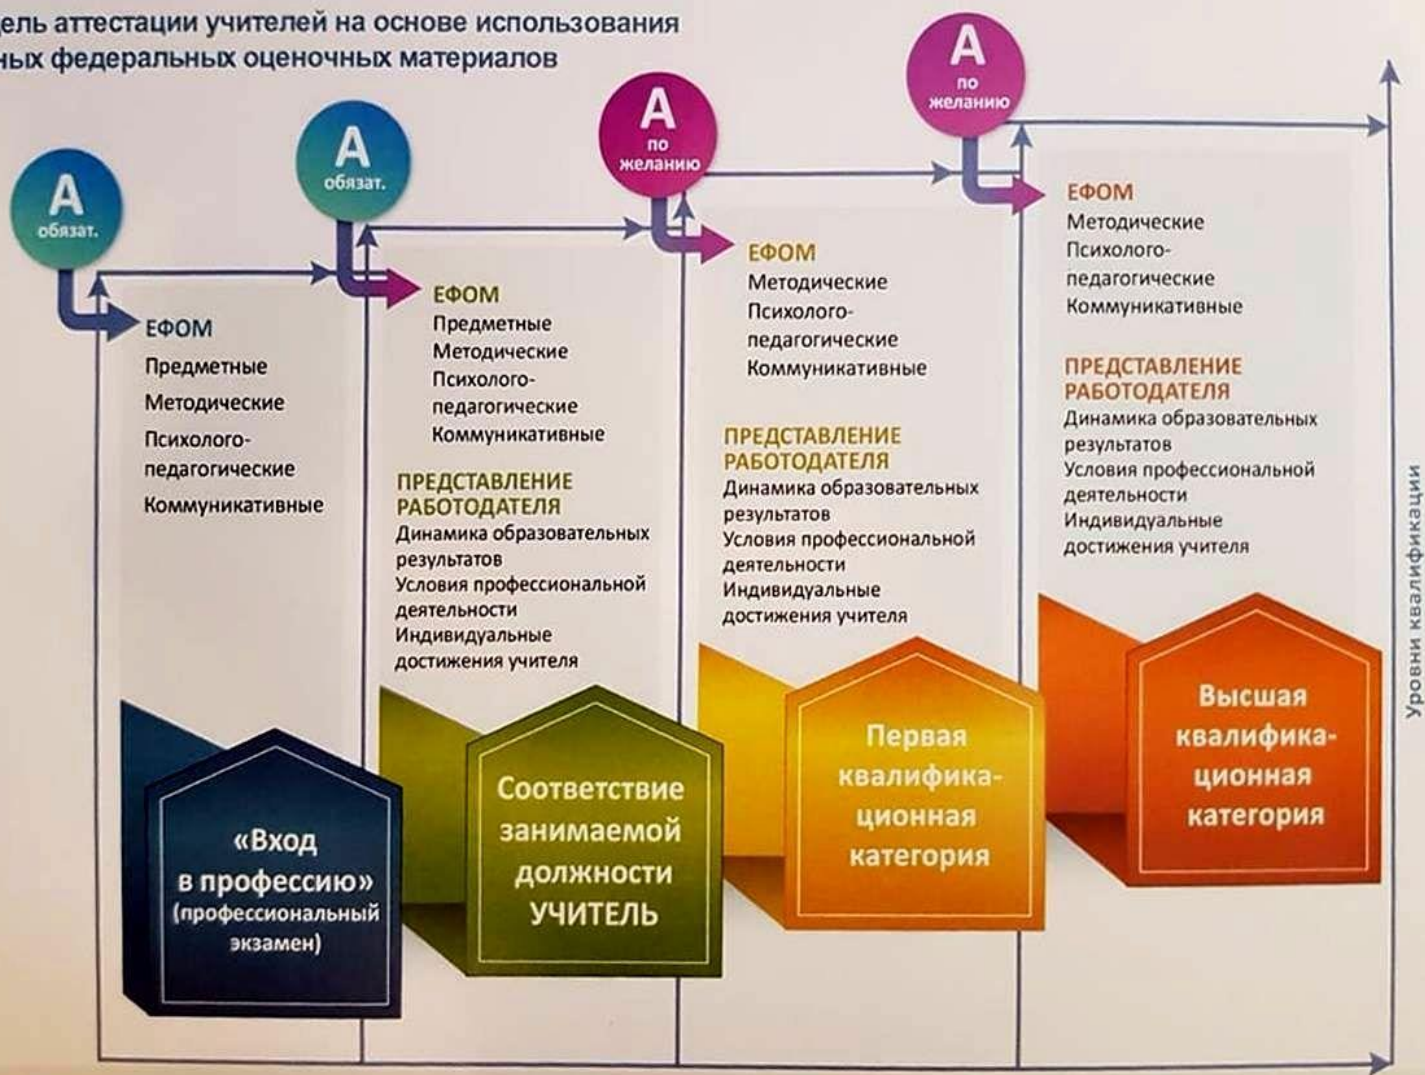 ель аттестации учителей на основе использования
ных федеральных оценочных материалов
А
обязат.
ЕФОМ
Предметные
Методические
Психолого-
педагогические
Коммуникативные
«Вход
в профессию»
(профессиональный
экзамен)
А
обязат.
ЕФОМ
Предметные
Методические
Психолого-
педагогические
Коммуникативные
ПРЕДСТАВЛЕНИЕ
РАБОТОДАТЕЛЯ
Динамика образовательных
результатов
Условия профессиональной
деятельности
Индивидуальные
достижения учителя
Соответствие
занимаемой
должности
УЧИТЕЛЬ
А
по
желанию
ЕФОМ
Методические
Психолого-
педагогические
Коммуникативные
ПРЕДСТАВЛЕНИЕ
РАБОТОДАТЕЛЯ
Динамика образовательных
результатов
Условия профессиональной
деятельности
Индивидуальные
достижения учителя
Первая
квалифика-
ционная
категория
А
по
желанию
ЕФОМ
Методические
Психолого-
педагогические
Коммуникативные
ПРЕДСТАВЛЕНИЕ
РАБОТОДАТЕЛЯ
Динамика образовательных
результатов
Условия профессиональной
деятельности
Индивидуальные
достижения учителя
Высшая
квалифика-
ционная
категория
Уровни квалификации